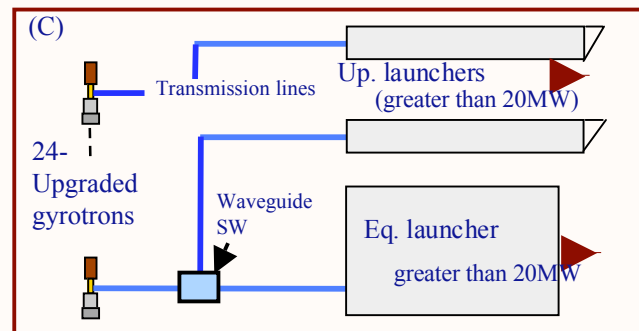 (C)
Transmission lines
Up. launchers
(greater than 20MW)
24-
Upgraded
gyrotrons
Waveguide
SW
Eq. launcher
greater than 20MW